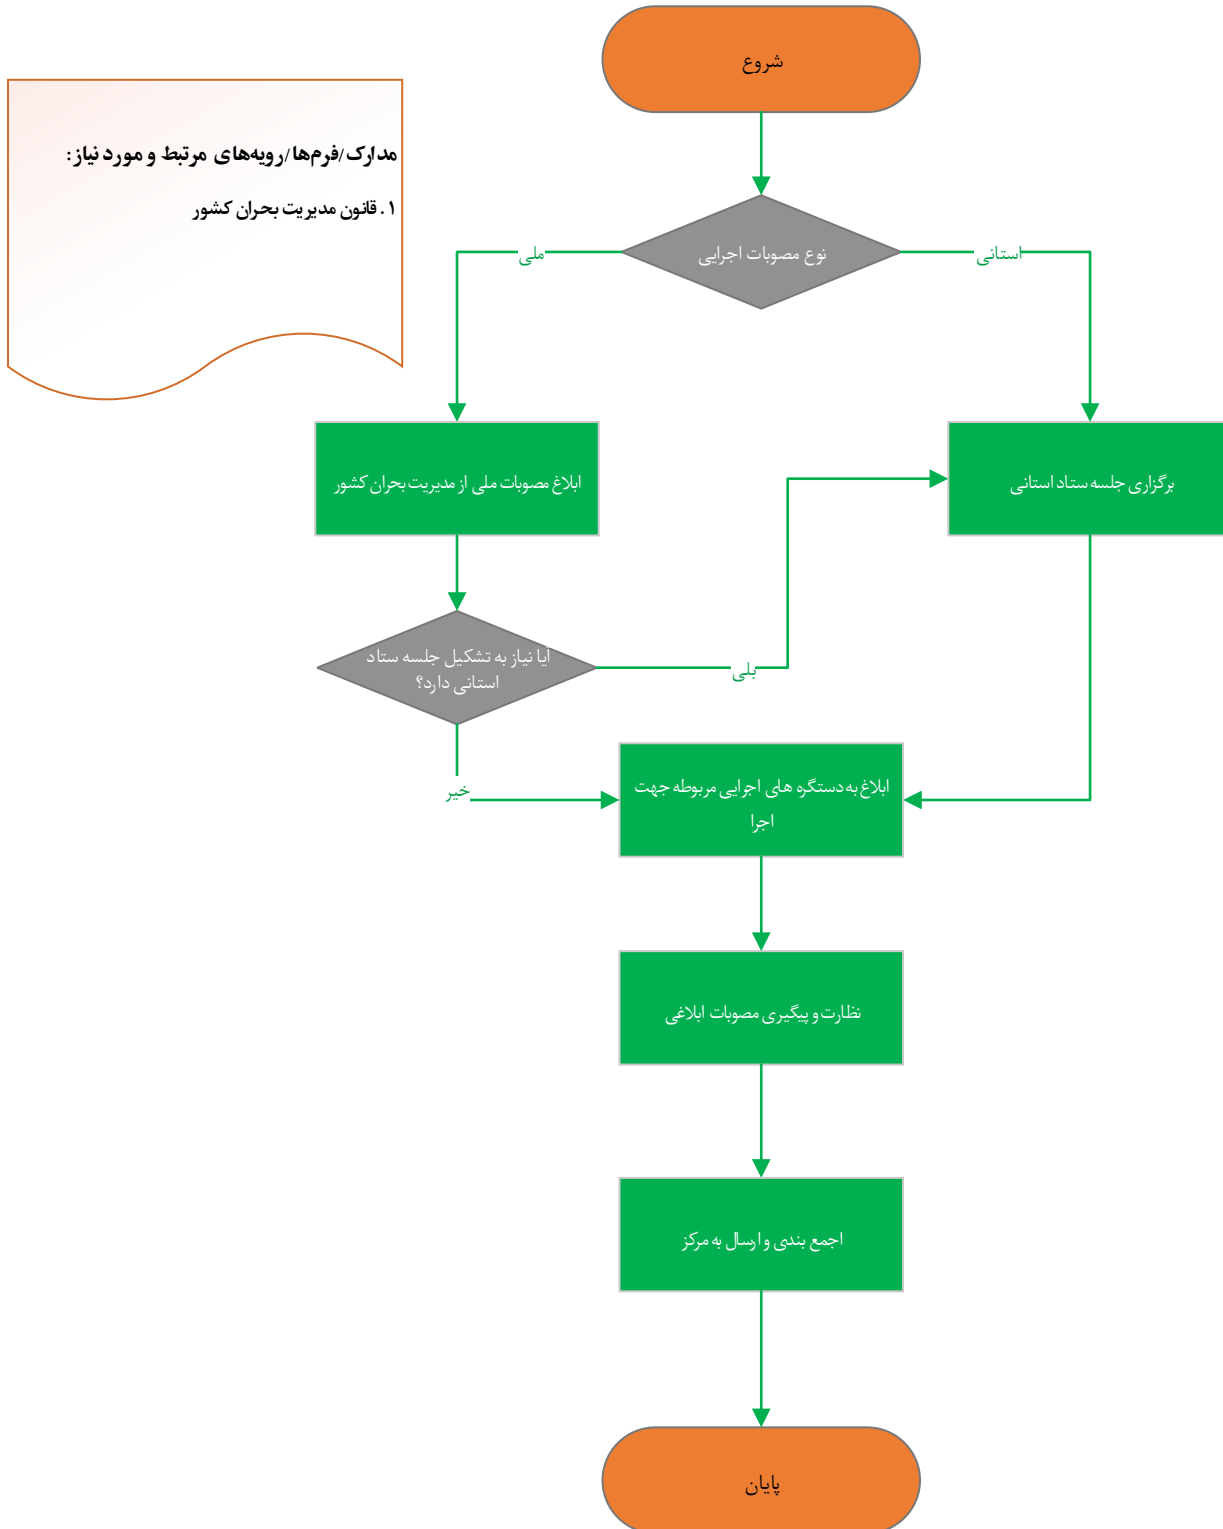 شروع
مدارک/فرم‌ها/رویه‌های مرتبط و مورد نیاز:
۱. قانون مدیریت بحران کشور
نوع مصوبات اجرایی
استانی
ملی
ابلاغ مصوبات ملی از مدیریت بحران کشور
برگزاری جلسه ستاد استانی
آیا نیاز به تشکیل جلسه ستاد
استانی دارد؟
بلی
خیر
ابلاغ به دستگره های اجرایی مربوطه جهت
اجرا
نظارت و پیگیری مصوبات ابلاغی
اجمع بندی و ارسال به مرکز
پایان